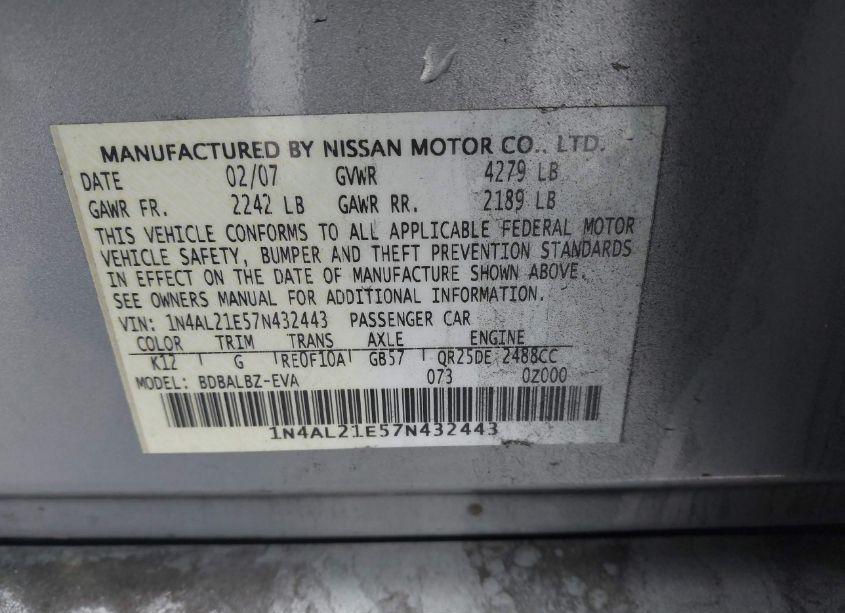 MANUFACTURED BY NISSAN MOTOR CO., LTD.
DATE 02/07 GVWR 4279 LB
GAWR FR. 2242 LB GAWR RR. 2189 LB
THIS VEHICLE CONFORMS TO ALL APPLICABLE FEDERAL MOTOR
VEHICLE SAFETY, BUMPER AND THEFT PREVENTION STANDARDS
IN EFFECT ON THE DATE OF MANUFACTURE SHOWN ABOVE.
SEE OWNERS MANUAL FOR ADDITIONAL INFORMATION.
VIN: 1N4AL21E57N432443 PASSENGER CAR
COLOR TRIM TRANS AXLE ENGINE
K12 G RE0F10A GB57 QR25DE 2488CC
MODEL: BDBALBZ-EVA 073 0Z000
1N4AL21E57N432443